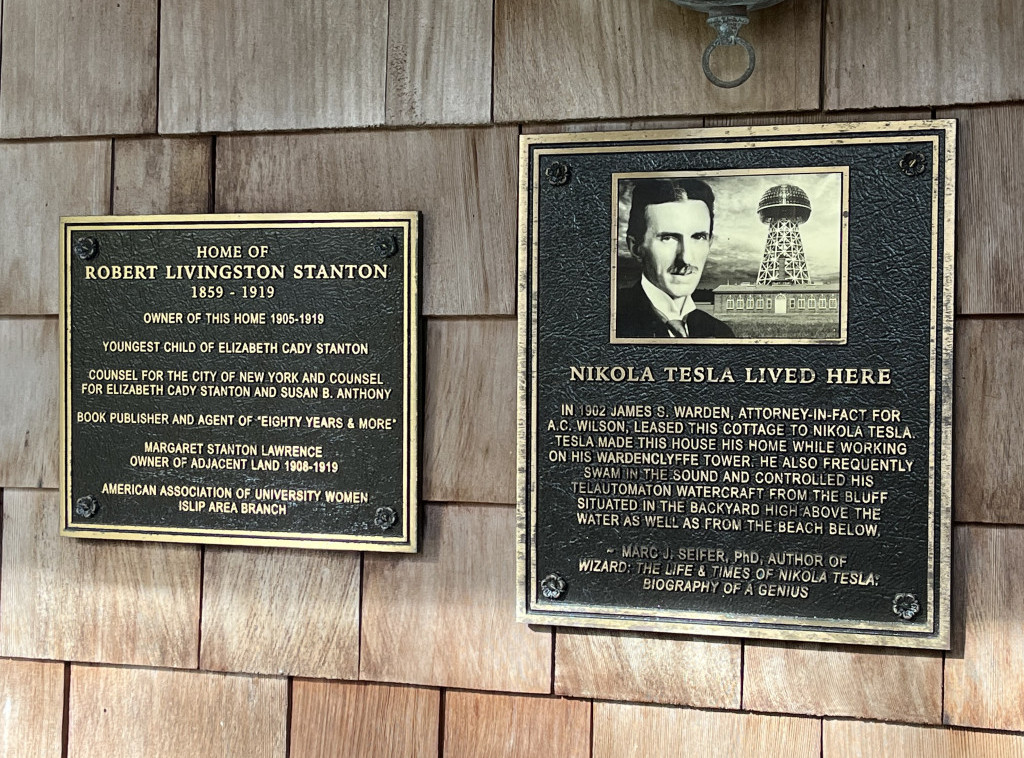 HOME OF
ROBERT LIVINGSTON STANTON
1859 - 1919
OWNER OF THIS HOME 1905-1919
YOUNGEST CHILD OF ELIZABETH CADY STANTON
COUNSEL FOR THE CITY OF NEW YORK AND COUNSEL
FOR ELIZABETH CADY STANTON AND SUSAN B. ANTHONY
BOOK PUBLISHER AND AGENT OF "EIGHTY YEARS & MORE"
MARGARET STANTON LAWRENCE
OWNER OF ADJACENT LAND 1908-1919
AMERICAN ASSOCIATION OF UNIVERSITY WOMEN
ISLIP AREA BRANCH
NIKOLA TESLA LIVED HERE
IN 1902 JAMES S. WARDEN, ATTORNEY-IN-FACT FOR
A.C. WILSON, LEASED THIS COTTAGE TO NIKOLA TESLA.
TESLA MADE THIS HOUSE HIS HOME WHILE WORKING
ON HIS WARDENCLYFFE TOWER. HE ALSO FREQUENTLY
SWAM IN THE SOUND AND CONTROLLED HIS
TELAUTOMATON WATERCRAFT FROM THE BLUFF
SITUATED IN THE BACKYARD HIGH ABOVE THE
WATER AS WELL AS FROM THE BEACH BELOW.
~ MARC J. SEIFER, PhD, AUTHOR OF
WIZARD: THE LIFE & TIMES OF NIKOLA TESLA:
BIOGRAPHY OF A GENIUS